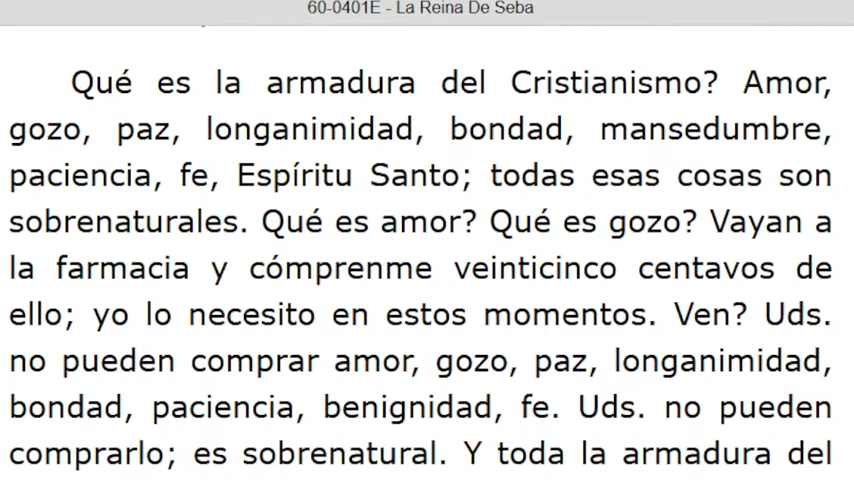 60-0401E - La Reina De Seba
Qué es la armadura del Cristianismo? Amor,
gozo, paz, longanimidad, bondad, mansedumbre,
paciencia, fe, Espíritu Santo; todas esas cosas son
sobrenaturales. Qué es amor? Qué es gozo? Vayan a
la farmacia y cómprenme veinticinco centavos de
ello; yo lo necesito en estos momentos. Ven? Uds.
no pueden comprar amor, gozo, paz, longanimidad,
bondad, paciencia, benignidad, fe. Uds. no pueden
comprarlo; es sobrenatural. Y toda la armadura del